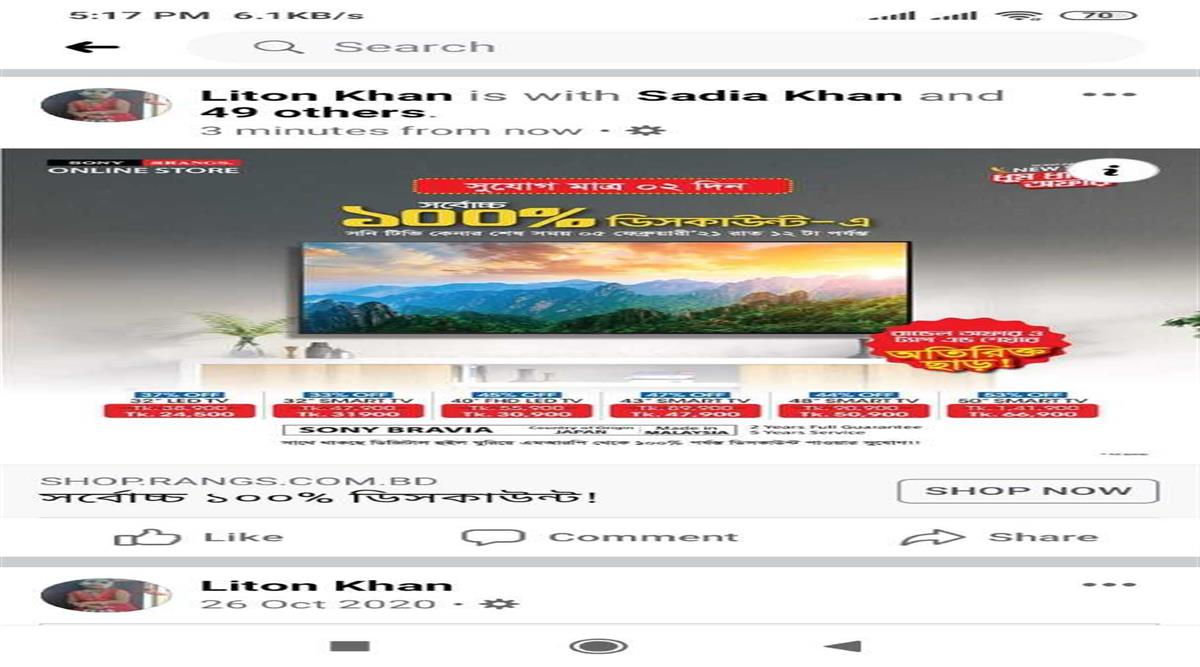 5:17 PM 6.1KB/s
70
Search
Liton Khan is with Sadia Khan and
49 others.
3 minutes from now
SONY RANGS.
ONLINE STORE
NEW
সুযোগ মাত্র ০২ দিন
সর্বোচ্চ
১০০% ডিসকাউন্ট-এ
সনি টিভি কেনার শেষ সময় ০৫ ফেব্রুয়ারী'২১ রাত ১২ টা পর্যন্ত
অতিরিক্ত
ছাড়!
37% OFF 33% OFF 45% OFF 47% OFF 44% OFF 53% OFF
32" LED TV 32" SMART TV 40" FHD LED TV 43" SMART TV 48" SMART TV 50" SMART TV
Tk. 38,900 Tk. 47,900 Tk. 55,900 Tk. 89,900 Tk. 90,900 Tk. 1,41,900
Tk. 24,500 Tk. 31900 Tk. 30,900 Tk. 47,900 Tk. 50,900 Tk. 66,900
SONY BRAVIA Country of Origin JAPAN Made in MALAYSIA 2 Years Full Guarantee
5 Years Service
সাথে থাকছে ডিজিটাল হুইল ঘুরিয়ে এমআরপি থেকে ১০০% পর্যন্ত ডিসকাউন্ট পাওয়ার সুযোগ!!
SHOP.RANGS.COM.BD
সর্বোচ্চ ১০০% ডিসকাউন্ট!
SHOP NOW
Like Comment Share
Liton Khan
26 Oct 2020